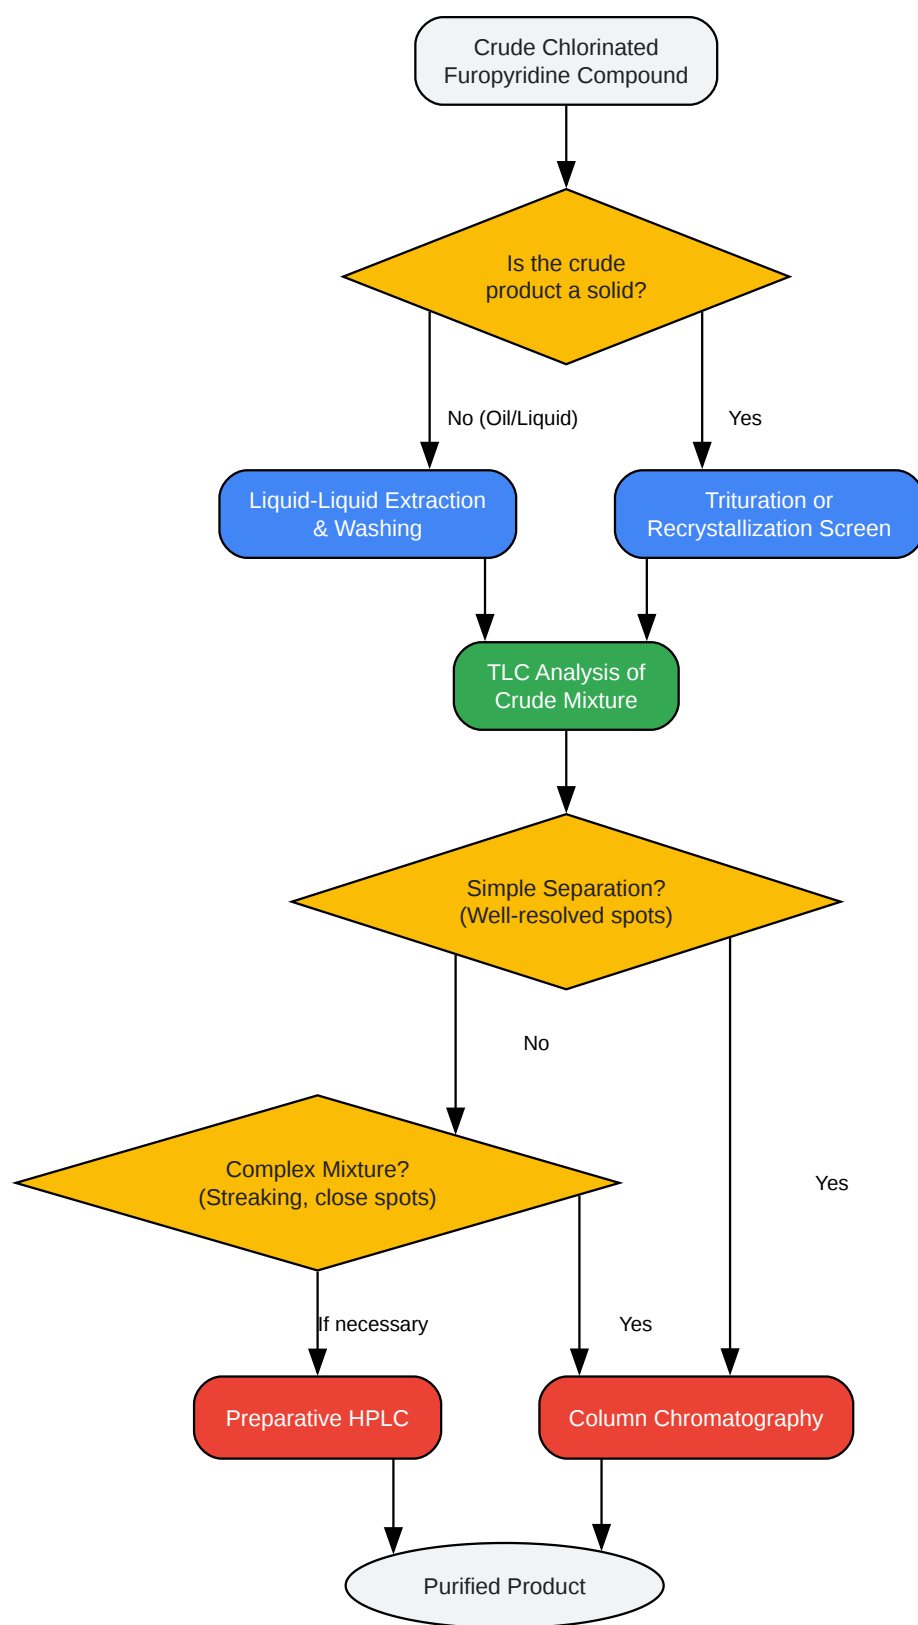 Crude Chlorinated
Furopyridine Compound
Is the crude
product a solid?
No (Oil/Liquid)
Yes
Liquid-Liquid Extraction
& Washing
Trituration or
Recrystallization Screen
TLC Analysis of
Crude Mixture
Simple Separation?
(Well-resolved spots)
No
Complex Mixture?
(Streaking, close spots)
Yes
If necessary
Yes
Preparative HPLC
Column Chromatography
Purified Product